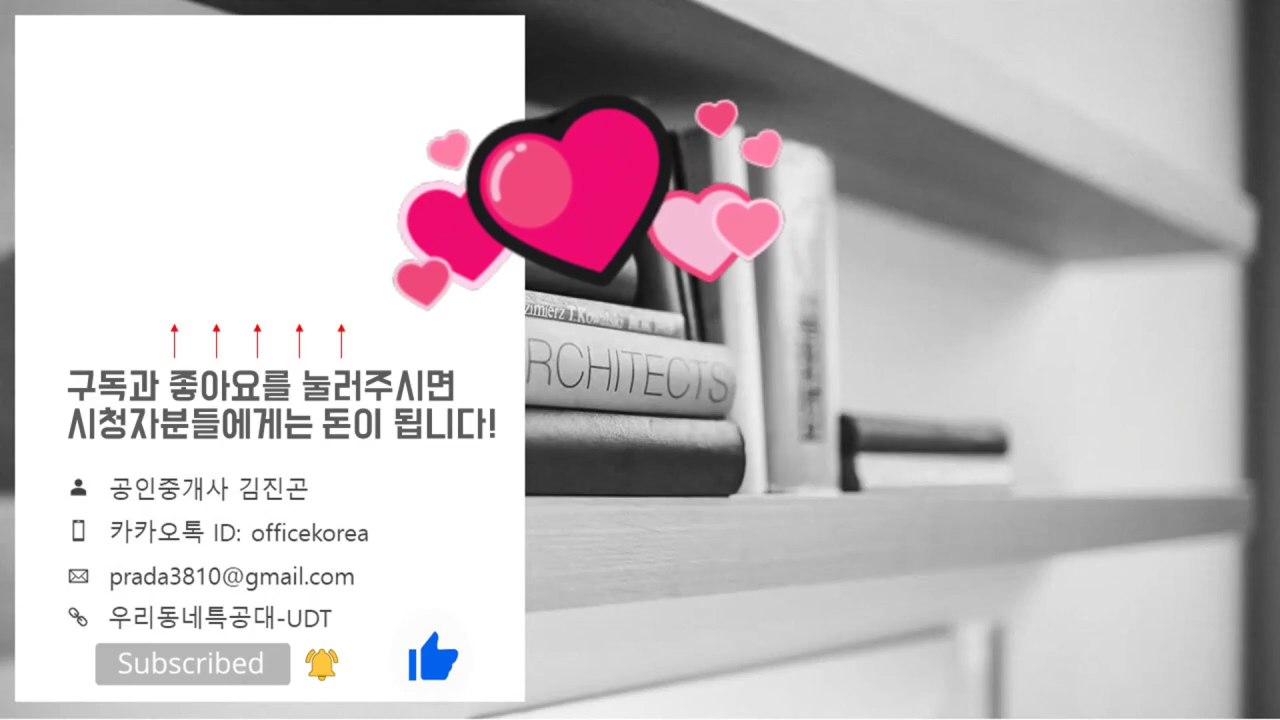 구독과 좋아요를 눌러주시면
시청자분들에게는 돈이 됩니다!
공인중개사 김진곤
카카오톡 ID: officekorea
prada3810@gmail.com
우리동네특공대-UDT
Subscribed
ARCHITECTS